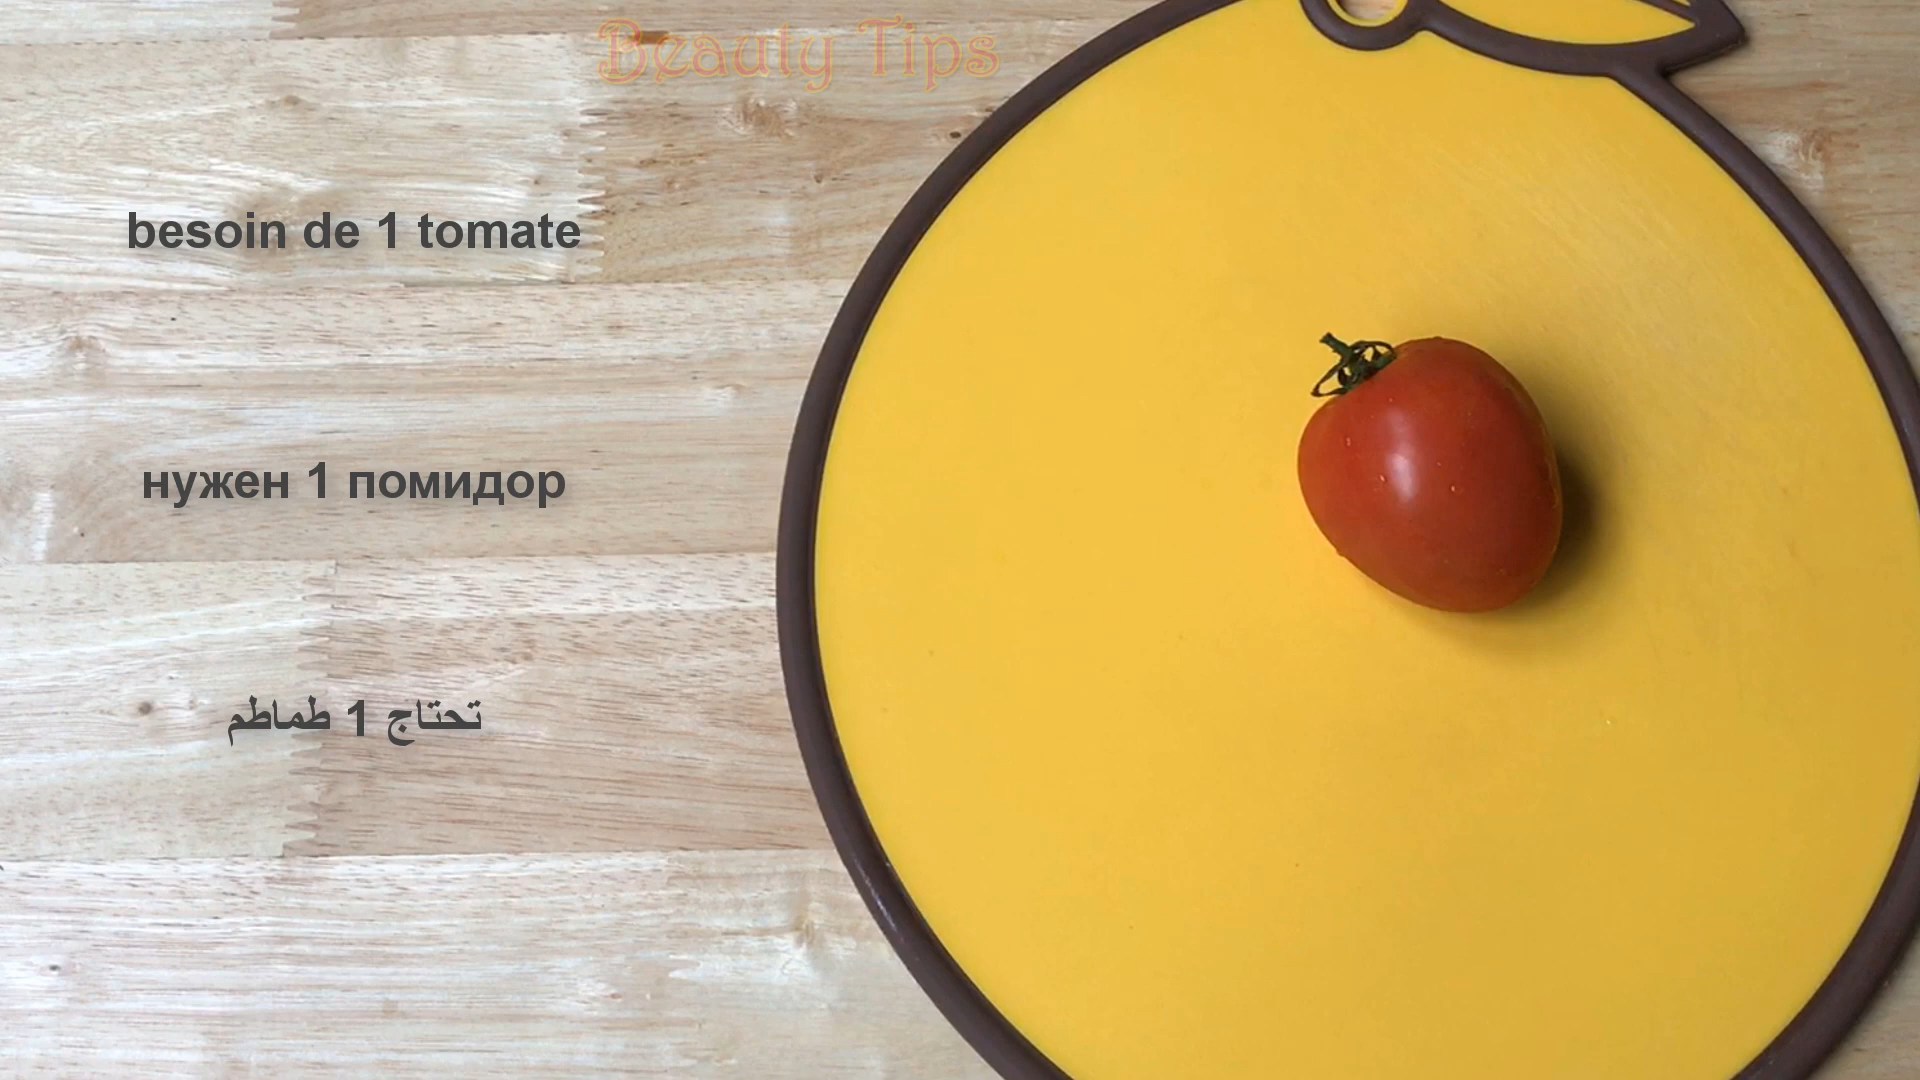 Beauty Tips
besoin de 1 tomate
нужен 1 помидор
تحتاج 1 طماطم